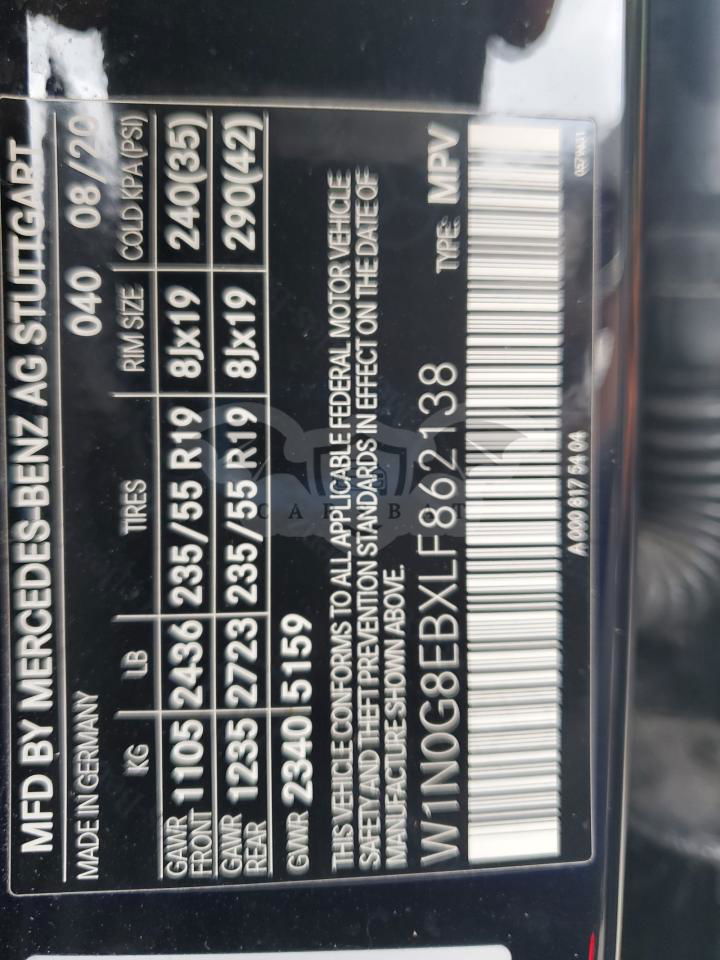 MFD BY MERCEDES-BENZ AG STUTTGART
MADE IN GERMANY 040 08/20
KG LB TIRES RIM SIZE COLD KPA (PSI)
GAWR FRONT 1105 2436 235/55 R19 8Jx19 240(35)
GAWR REAR 1235 2723 235/55 R19 8Jx19 290(42)
GWR 2340 5159
THIS VEHICLE CONFORMS TO ALL APPLICABLE FEDERAL MOTOR VEHICLE
SAFETY AND THEFT PREVENTION STANDARDS IN EFFECT ON THE DATE OF
MANUFACTURE SHOWN ABOVE.
W1N0G8EBXLF862138 TYPE: MPV
A 000 817 54 04